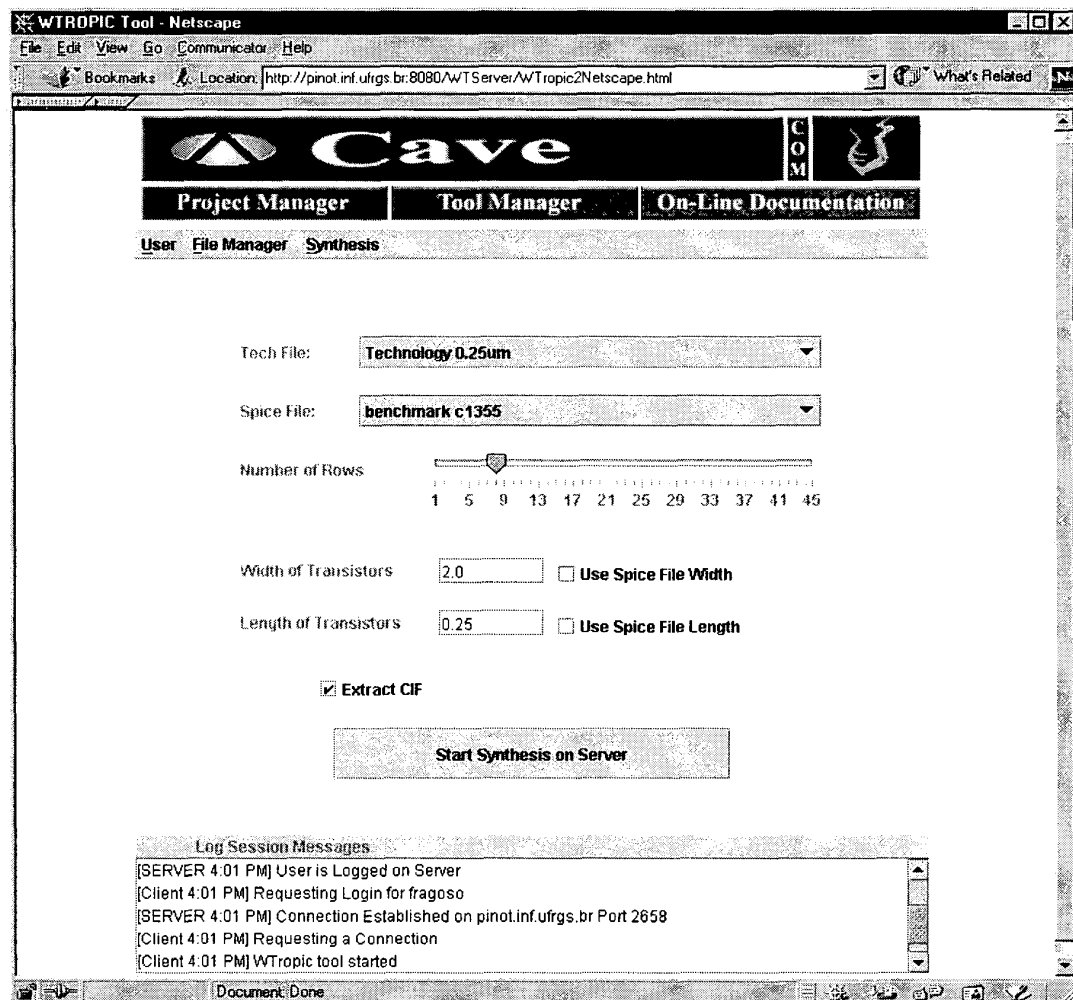 WTROPIC Tool - Netscape
File Edit View Go Communicator Help
Bookmarks Location: http://pinot.inf.ufrgs.br:8080/WTServer/WTropic2Netscape.html What's Related N
Cave COM
Project Manager Tool Manager On-Line Documentation
User File Manager Synthesis
Tech File: Technology 0.25um
Spice File: benchmark c1355
Number of Rows
1 5 9 13 17 21 25 29 33 37 41 45
Width of Transistors 2.0 Use Spice File Width
Length of Transistors 0.25 Use Spice File Length
Extract CIF
Start Synthesis on Server
Log Session Messages
[SERVER 4:01 PM] User is Logged on Server
[Client 4:01 PM] Requesting Login for fragoso
[SERVER 4:01 PM] Connection Established on pinot.inf.ufrgs.br Port 2658
[Client 4:01 PM] Requesting a Connection
[Client 4:01 PM] WTropic tool started
Document: Done